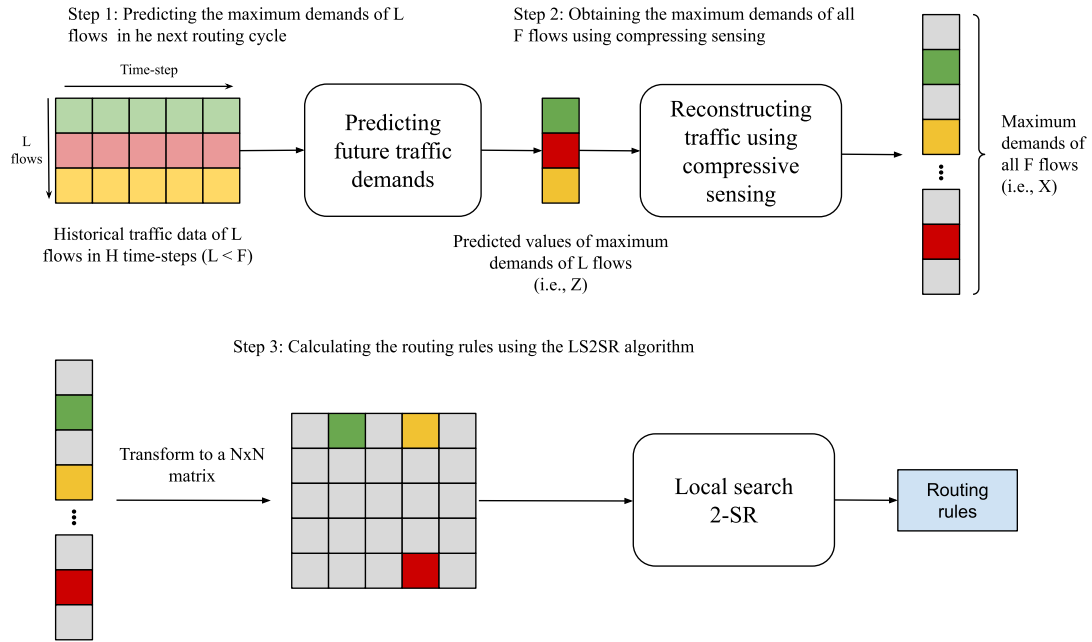 Step 1: Predicting the maximum demands of L
flows in he next routing cycle
Step 2: Obtaining the maximum demands of all
F flows using compressing sensing
Time-step
L
flows
Predicting
future traffic
demands
Reconstructing
traffic using
compressive
sensing
Maximum
demands of
all F flows
(i.e., X)
Historical traffic data of L
flows in H time-steps (L < F)
Predicted values of maximum
demands of L flows
(i.e., Z)
Step 3: Calculating the routing rules using the LS2SR algorithm
Transform to a NxN
matrix
Local search
2-SR
Routing
rules